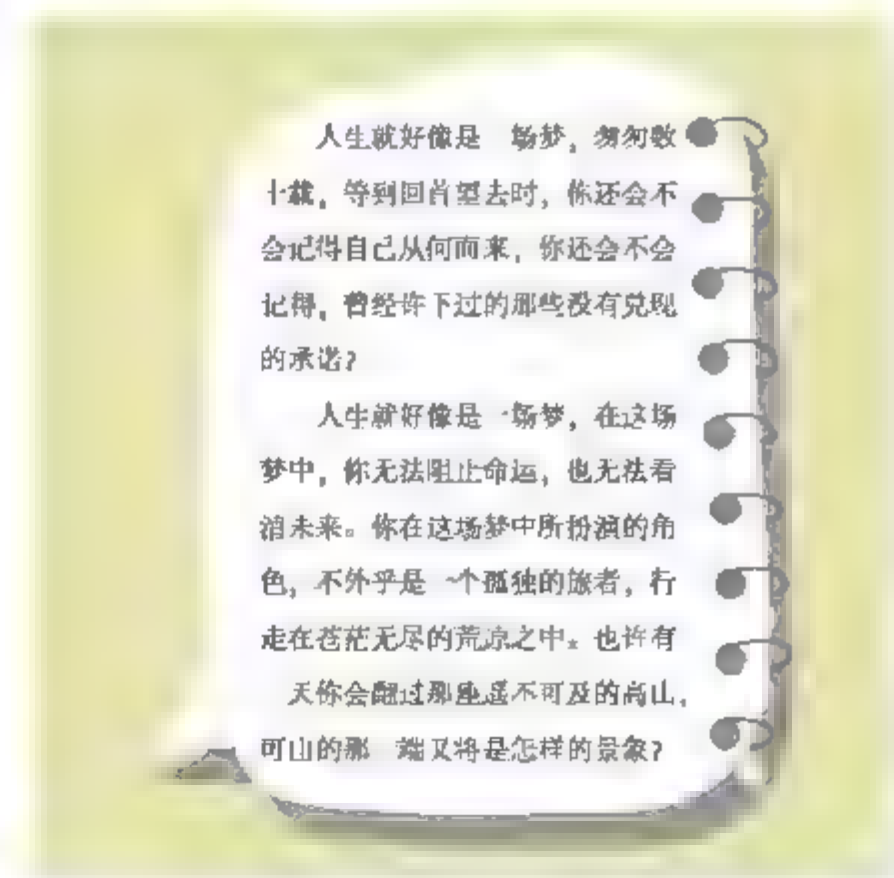 人生就好像是一场梦，匆匆数
十载，等到回首望去时，你还会不
会记得自己从何而来，你还会不会
记得，曾经许下过的那些没有兑现
的承诺？
人生就好像是一场梦，在这场
梦中，你无法阻止命运，也无法看
清未来。你在这场梦中所扮演的角
色，不外乎是一个孤独的旅者，行
走在苍茫无尽的荒凉之中。也许有
一天你会翻过那座遥不可及的高山，
可山的那一端又将是怎样的景象？